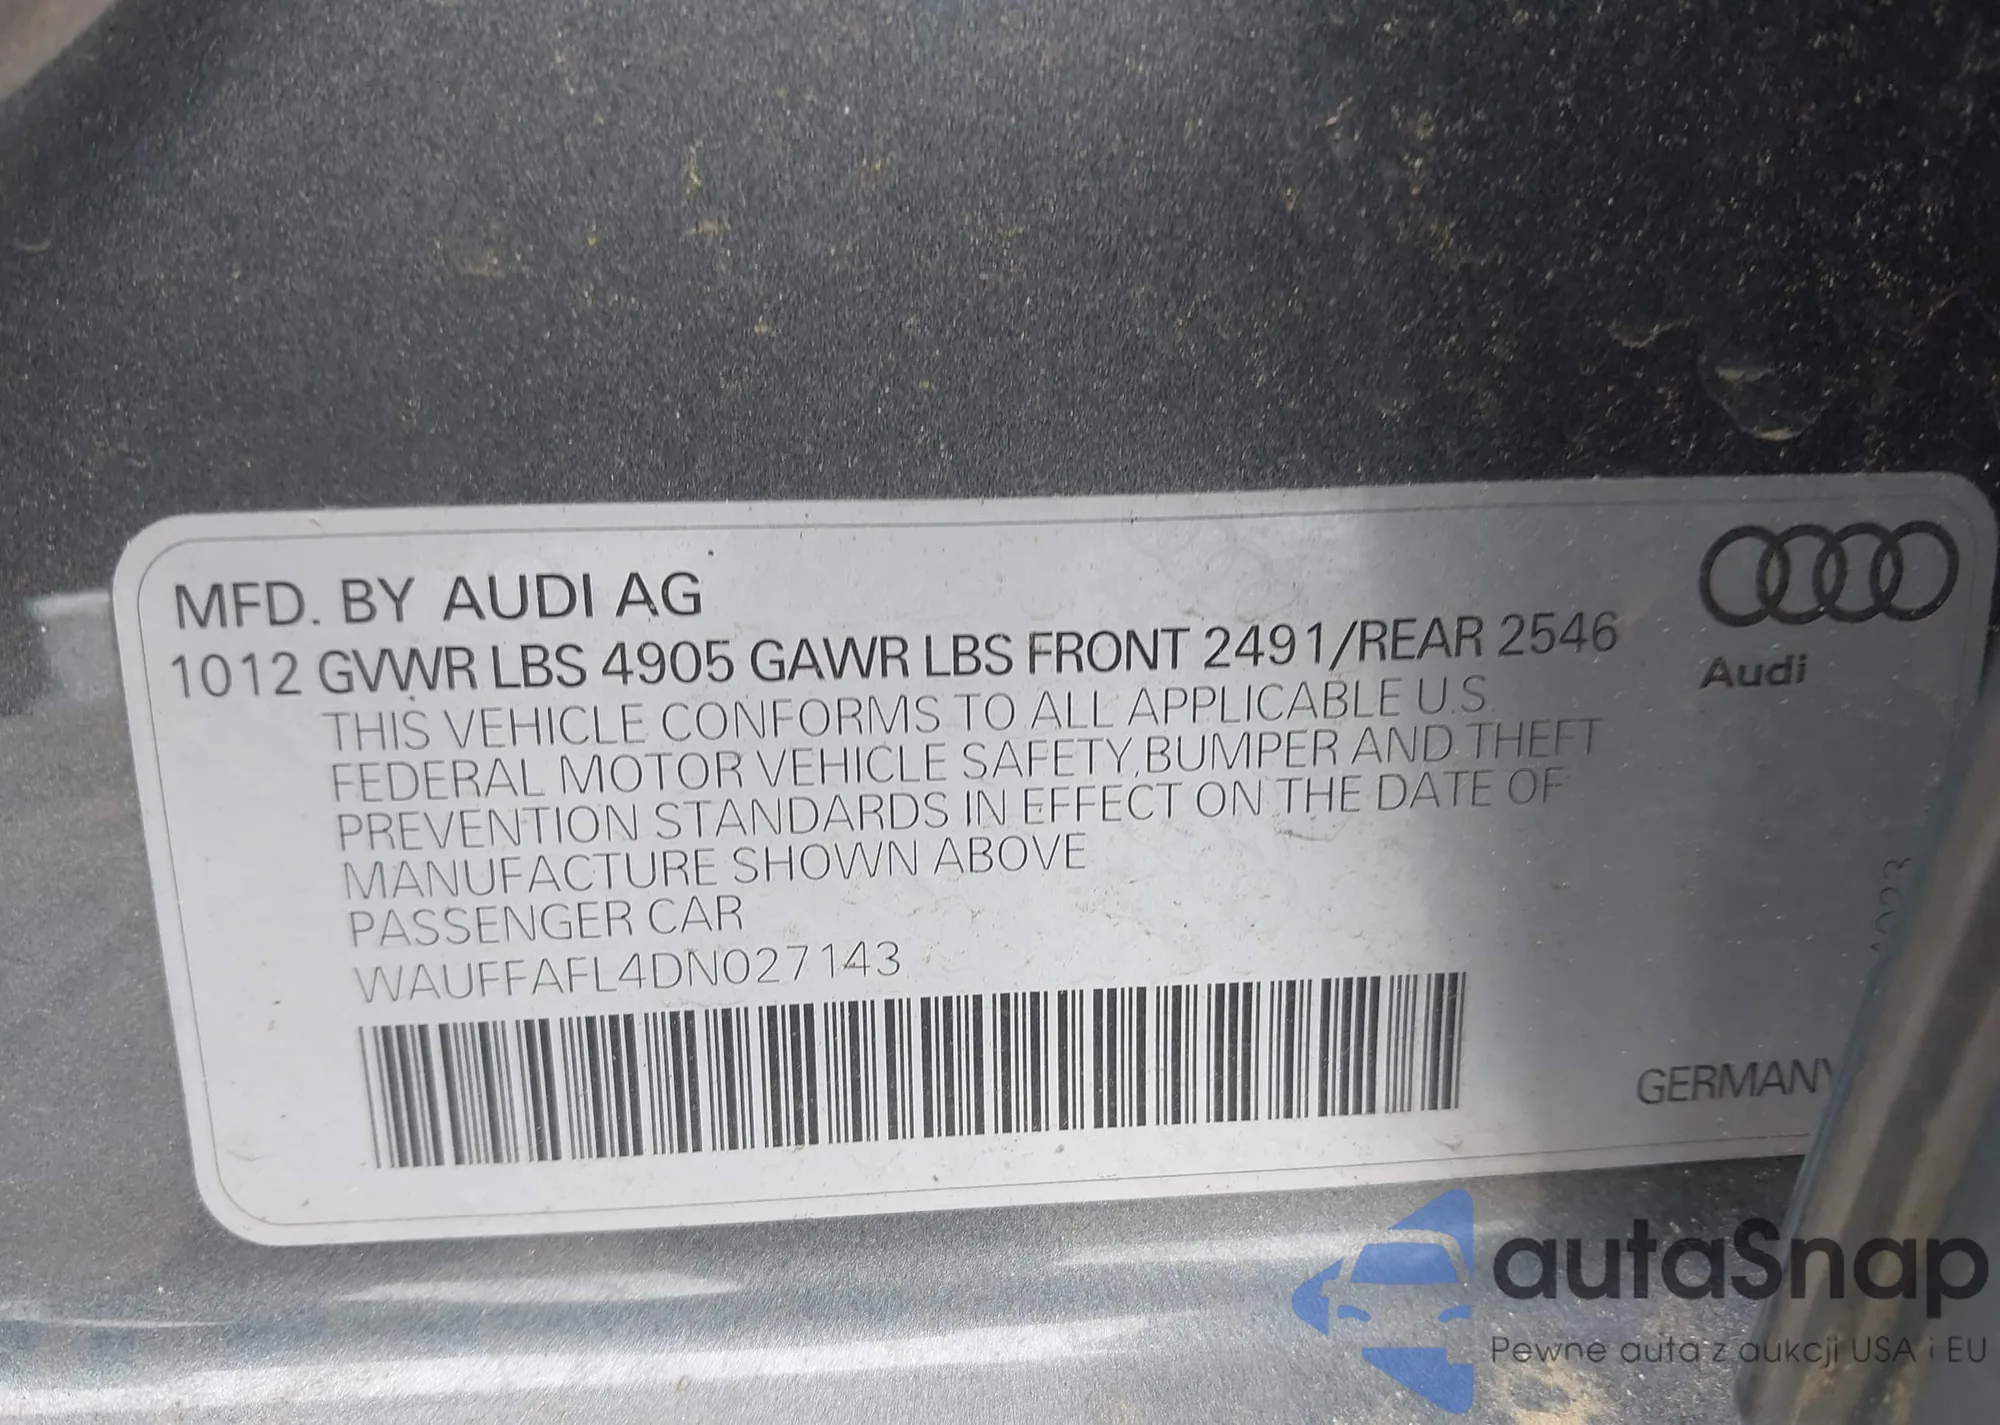 MFD. BY AUDI AG
1012 GVWR LBS 4905 GAWR LBS FRONT 2491/REAR 2546
Audi
THIS VEHICLE CONFORMS TO ALL APPLICABLE U.S.
FEDERAL MOTOR VEHICLE SAFETY, BUMPER AND THEFT
PREVENTION STANDARDS IN EFFECT ON THE DATE OF
MANUFACTURE SHOWN ABOVE
PASSENGER CAR
WAUFFAFL4DN027143
GERMANY
autaSnap
Pewne auta z aukcji USA i EU